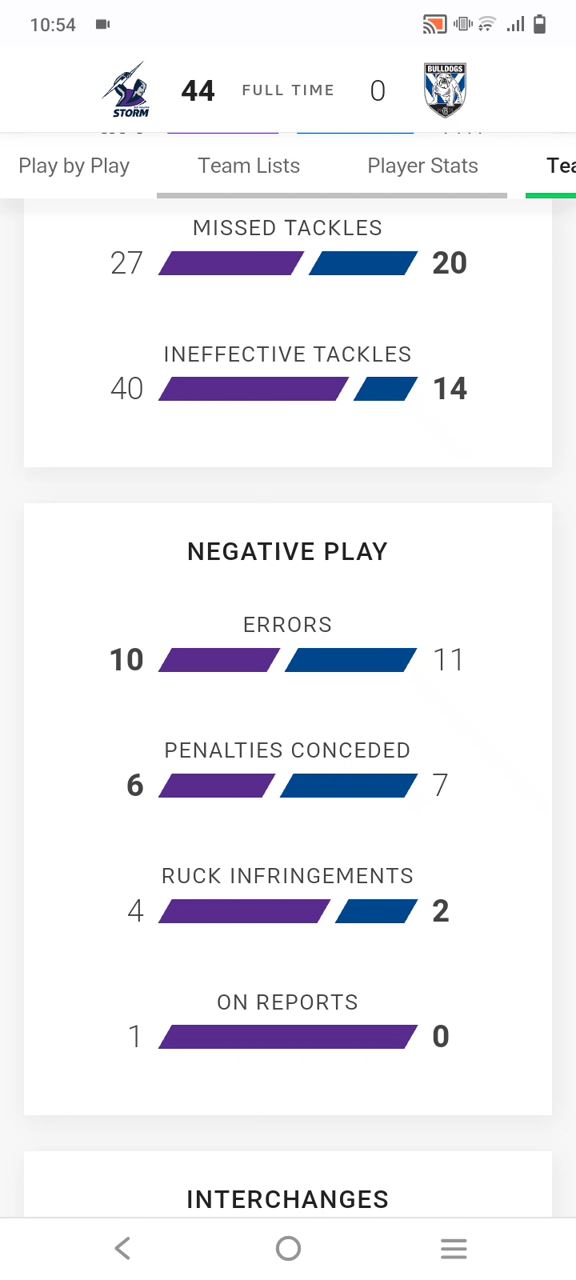 10:54
STORM
44 FULL TIME 0
BULLDOGS
Play by Play Team Lists Player Stats Tea
MISSED TACKLES
27 20
INEFFECTIVE TACKLES
40 14
NEGATIVE PLAY
ERRORS
10 11
PENALTIES CONCEDED
6 7
RUCK INFRINGEMENTS
4 2
ON REPORTS
1 0
INTERCHANGES